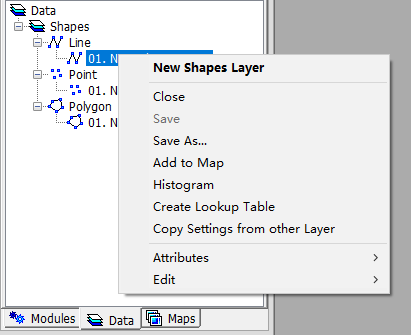 Data
Shapes
Line
01. N
New Shapes Layer
Close
Point
Save
01. N
Save As...
Polygon
Add to Map
01. N
Histogram
Create Lookup Table
Copy Settings from other Layer
Attributes
Edit
Modules
Data
Maps